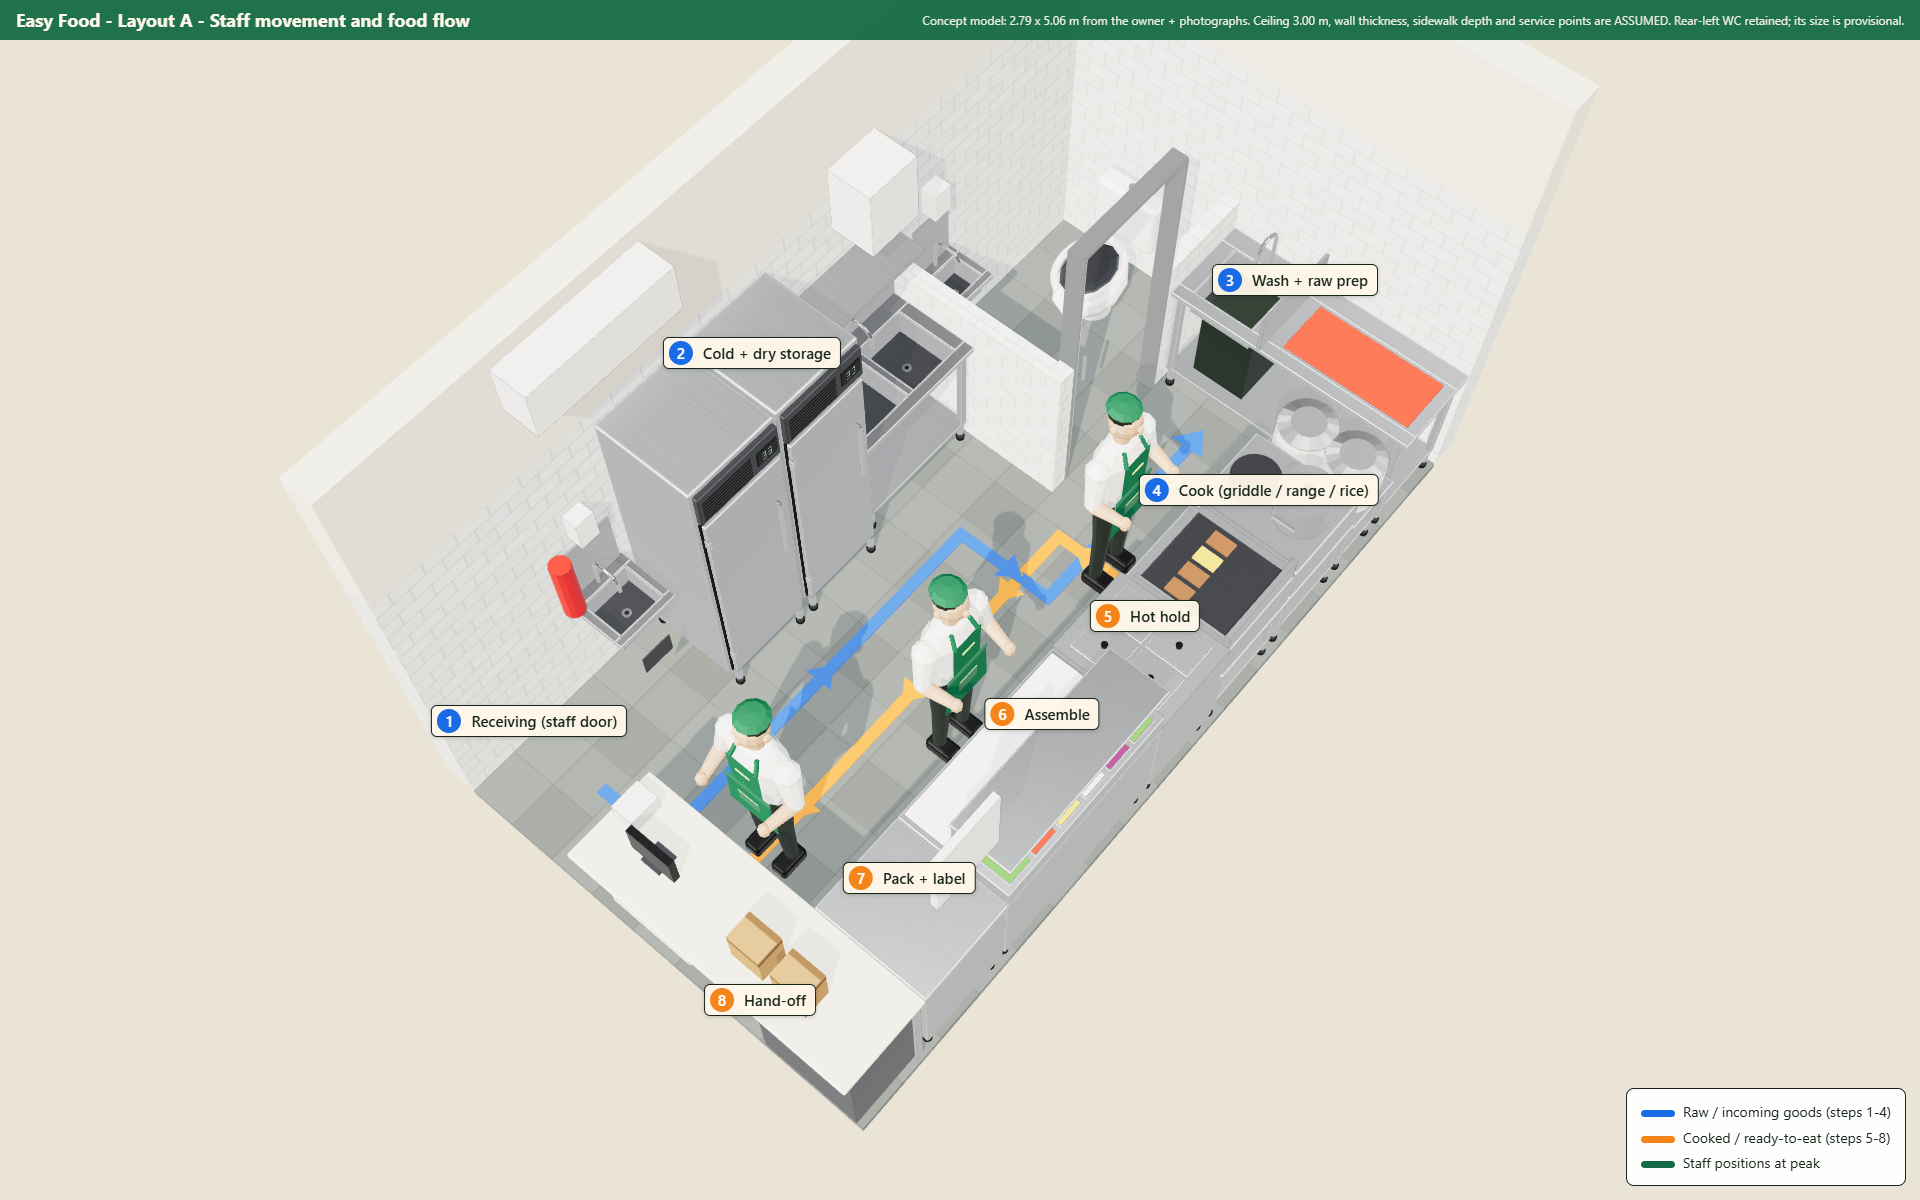 Easy Food - Layout A - Staff movement and food flow
Concept model: 2.79 x 5.06 m from the owner + photographs. Ceiling 3.00 m, wall thickness, sidewalk depth and service points are ASSUMED. Rear-left WC retained; its size is provisional.
3 Wash + raw prep
2 Cold + dry storage
33
33
4 Cook (griddle / range / rice)
5 Hot hold
6 Assemble
1 Receiving (staff door)
7 Pack + label
8 Hand-off
Raw / incoming goods (steps 1-4)
Cooked / ready-to-eat (steps 5-8)
Staff positions at peak